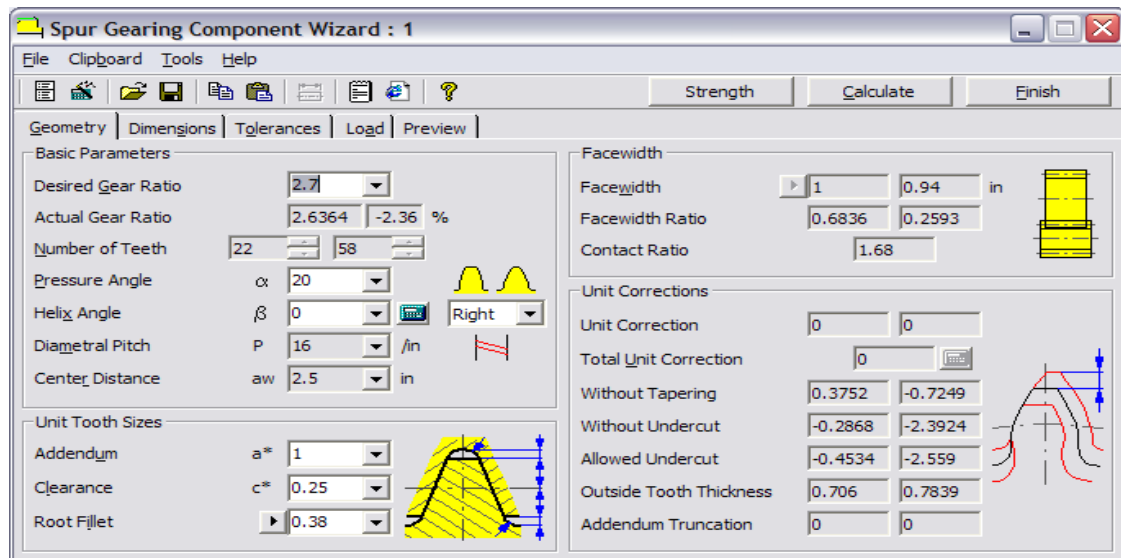 Spur Gearing Component Wizard : 1
File Clipboard Tools Help
Strength Calculate Finish
Geometry Dimensions Tolerances Load Preview
Basic Parameters
Desired Gear Ratio 2.7
Actual Gear Ratio 2.6364 -2.36 %
Number of Teeth 22 58
Pressure Angle α 20
Helix Angle β 0 Right
Diametral Pitch P 16 /in
Center Distance aw 2.5 in
Unit Tooth Sizes
Addendum a* 1
Clearance c* 0.25
Root Fillet 0.38
Facewidth
Facewidth 1 0.94 in
Facewidth Ratio 0.6836 0.2593
Contact Ratio 1.68
Unit Corrections
Unit Correction 0 0
Total Unit Correction 0
Without Tapering 0.3752 -0.7249
Without Undercut -0.2868 -2.3924
Allowed Undercut -0.4534 -2.559
Outside Tooth Thickness 0.706 0.7839
Addendum Truncation 0 0